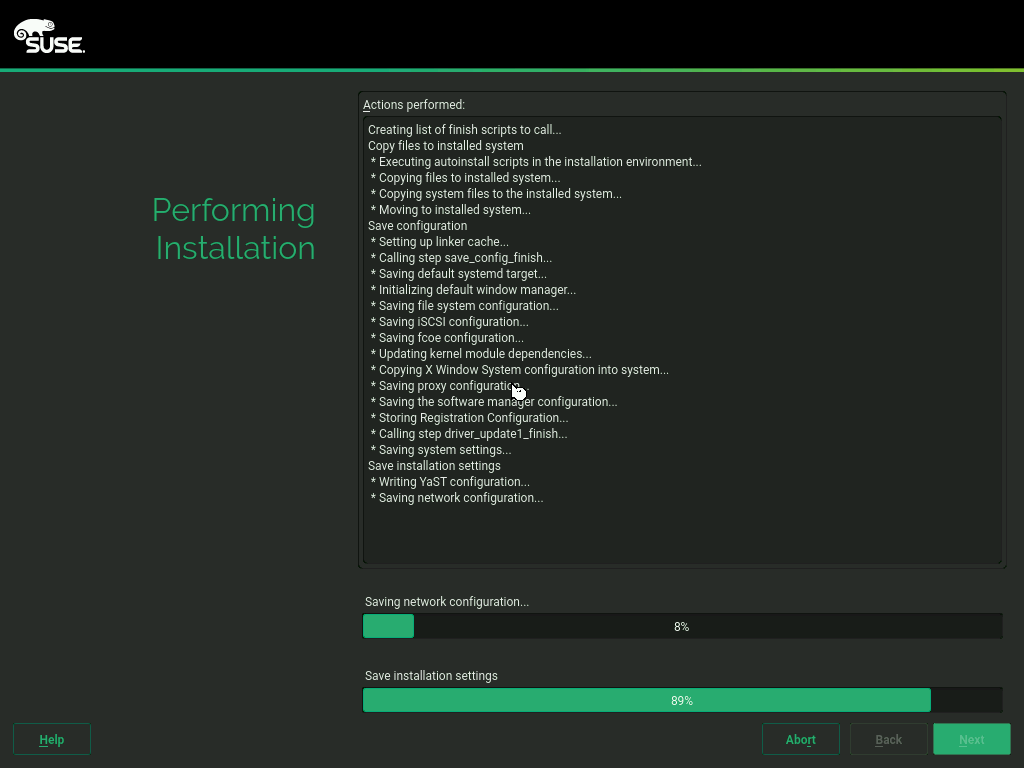 SUSE
Performing
Installation
Actions performed:
Creating list of finish scripts to call...
Copy files to installed system
* Executing autoinstall scripts in the installation environment...
* Copying files to installed system...
* Copying system files to the installed system...
* Moving to installed system...
Save configuration
* Setting up linker cache...
* Calling step save_config_finish...
* Saving default systemd target...
* Initializing default window manager...
* Saving file system configuration...
* Saving iSCSI configuration...
* Saving fcoe configuration...
* Updating kernel module dependencies...
* Copying X Window System configuration into system...
* Saving proxy configuration...
* Saving the software manager configuration...
* Storing Registration Configuration...
* Calling step driver_update1_finish...
* Saving system settings...
Save installation settings
* Writing YaST configuration...
* Saving network configuration...
Saving network configuration...
8%
Save installation settings
89%
Help
Abort
Back
Next